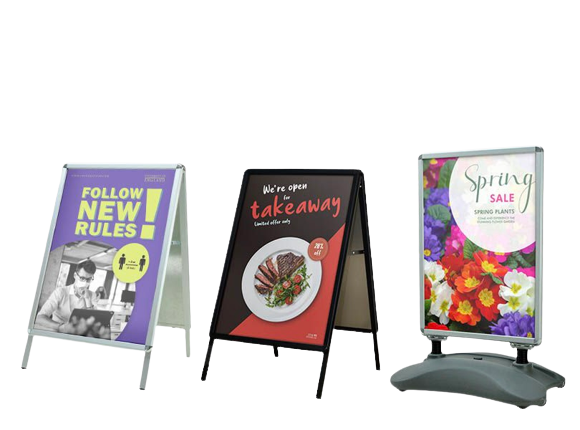 FOLLOW
NEW
RULES!
We're open
for
takeaway
Limited offer only
20%
off
Spring
SALE
SPRING PLANTS